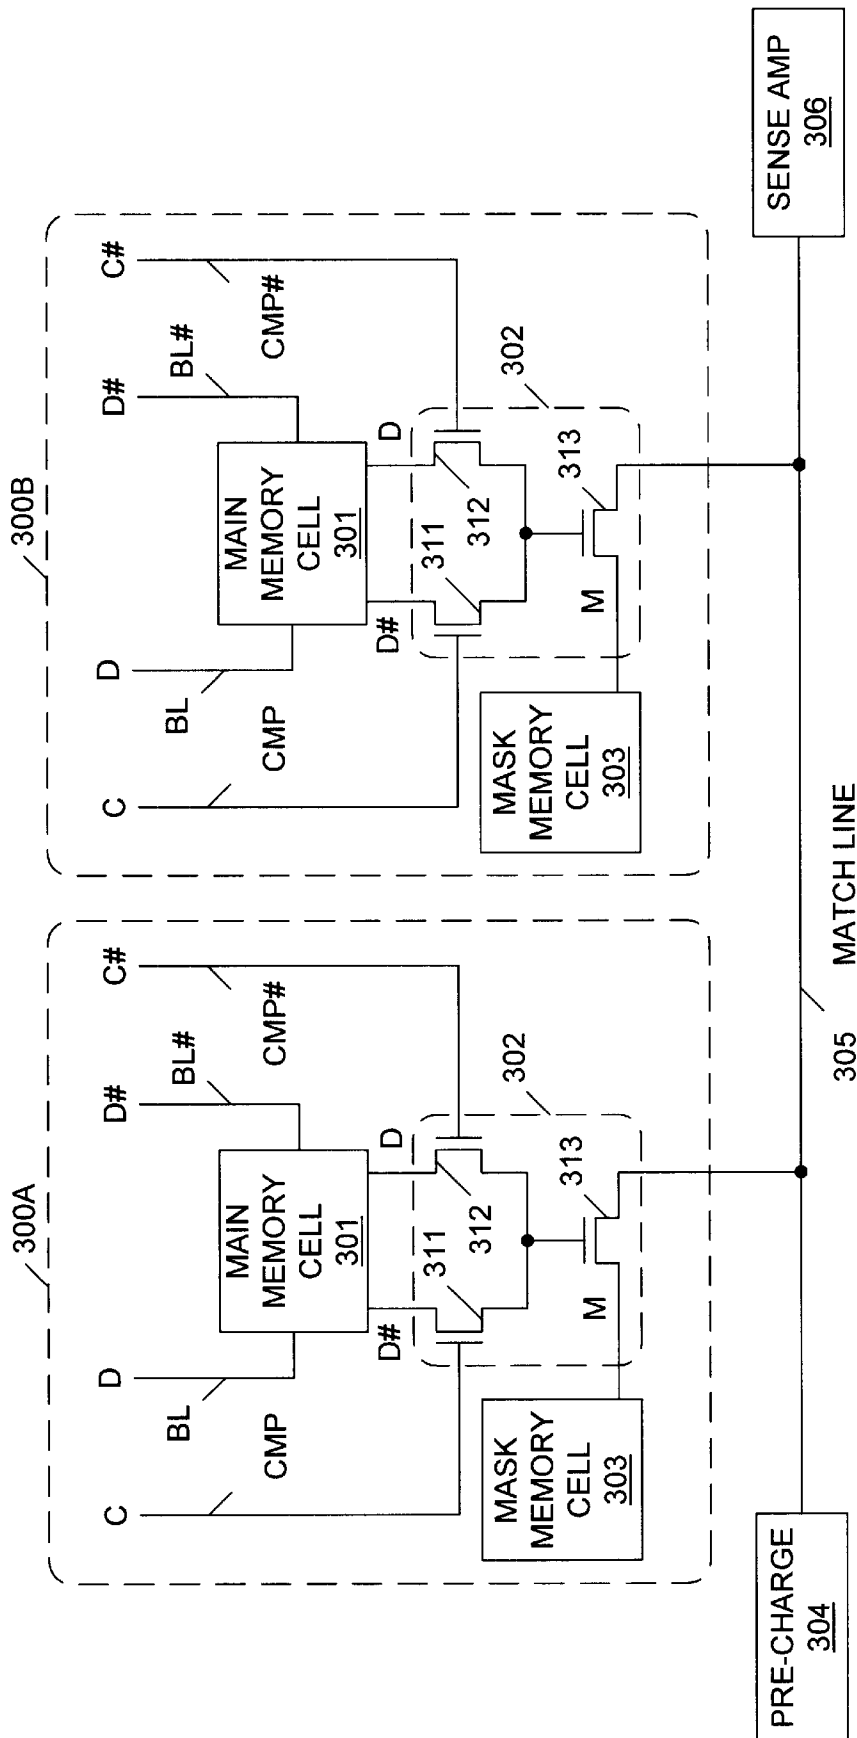 300A
C
D
D#
C#
BL
BL#
CMP
CMP#
MAIN
MEMORY
CELL
301
D#
D
311
312
302
MASK
MEMORY
CELL
303
M
313
300B
C
D
D#
C#
BL
BL#
CMP
CMP#
MAIN
MEMORY
CELL
301
D#
D
311
312
302
MASK
MEMORY
CELL
303
M
313
PRE-CHARGE
304
305
MATCH LINE
SENSE AMP
306